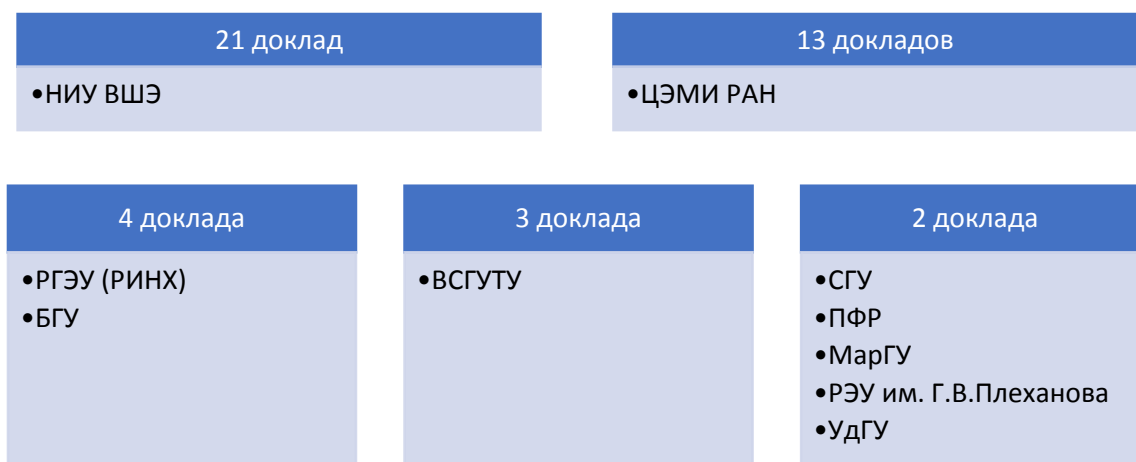 21 доклад
•НИУ ВШЭ
13 докладов
•ЦЭМИ РАН
4 доклада
•РГЭУ (РИНХ)
•БГУ
3 доклада
•ВСГУТУ
2 доклада
•СГУ
•ПФР
•МарГУ
•РЭУ им. Г.В.Плеханова
•УдГУ